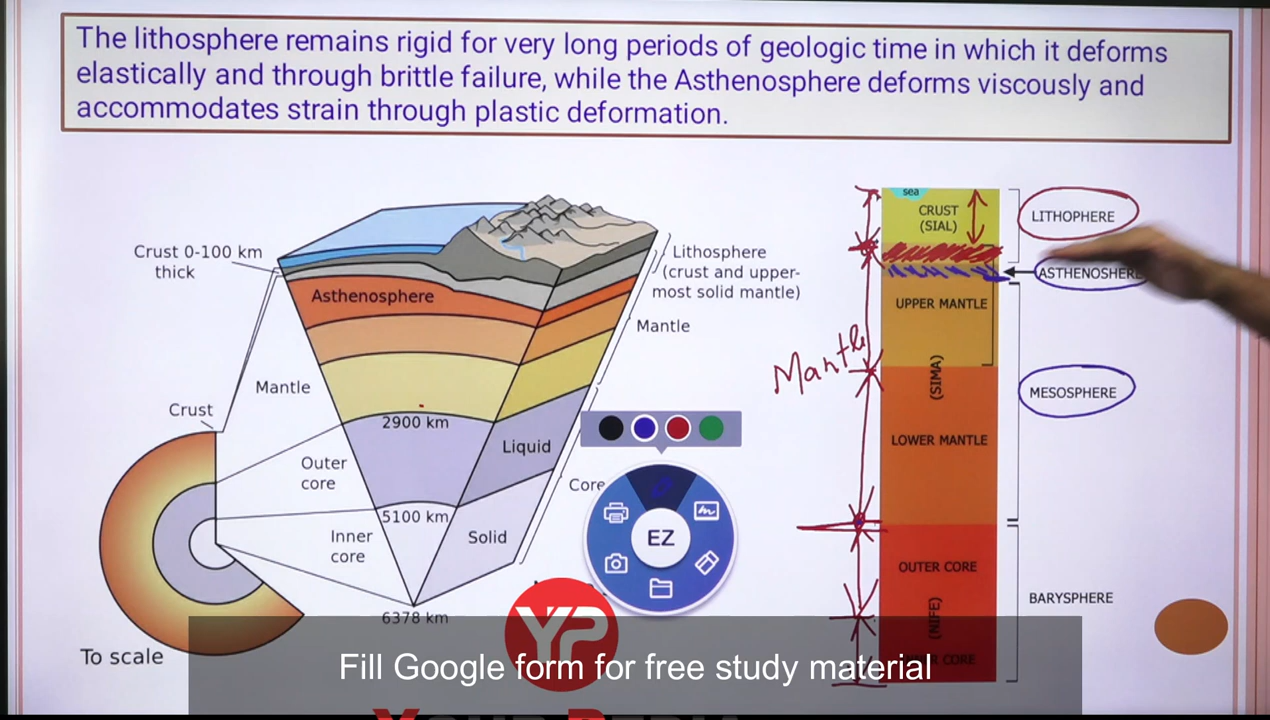 The lithosphere remains rigid for very long periods of geologic time in which it deforms
elastically and through brittle failure, while the Asthenosphere deforms viscously and
accommodates strain through plastic deformation.
Crust 0-100 km
thick
Asthenosphere
Lithosphere
(crust and upper-
most solid mantle)
Mantle
Mantle
Crust
2900 km
Liquid
Outer
core
Core
5100 km
Inner
core
Solid
6378 km
To scale
sea
CRUST
(SIAL)
LITHOPHERE
ASTHENOSHERE
UPPER MANTLE
Mantle
(SIMA)
MESOSPHERE
LOWER MANTLE
OUTER CORE
BARYSPHERE
(NIFE)
CORE
EZ
YP
Fill Google form for free study material